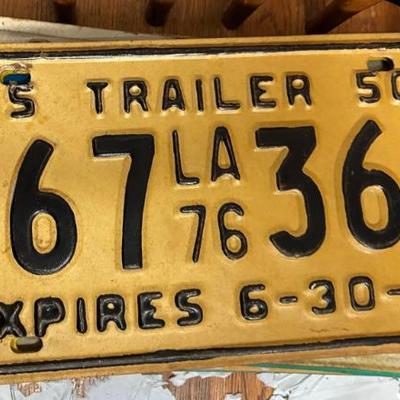 S TRAILER 50
67 LA 76 36
XPIRES 6-30-